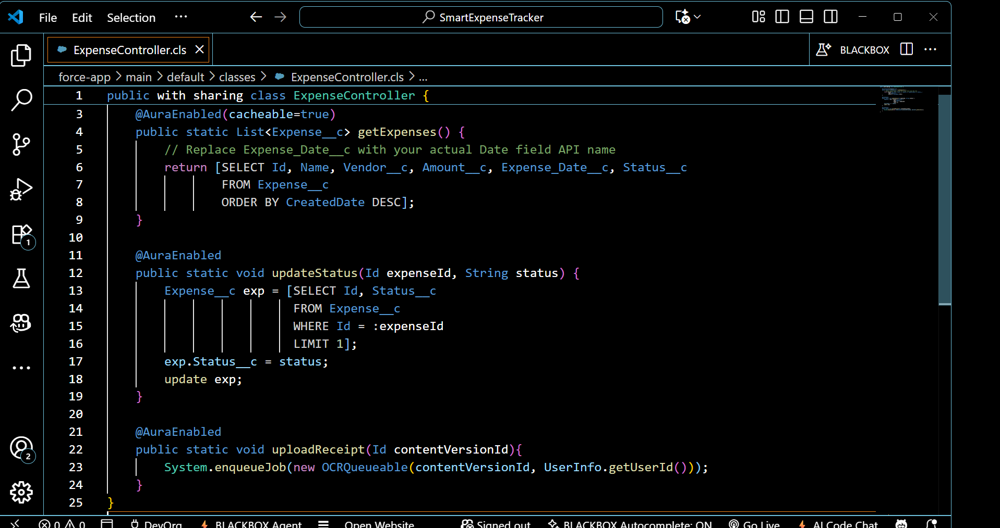 File Edit Selection ··· SmartExpenseTracker
ExpenseController.cls BLACKBOX ···
force-app > main > default > classes > ExpenseController.cls > ...
1 public with sharing class ExpenseController {
3 @AuraEnabled(cacheable=true)
4 public static List<Expense__c> getExpenses() {
5 // Replace Expense_Date__c with your actual Date field API name
6 return [SELECT Id, Name, Vendor__c, Amount__c, Expense_Date__c, Status__c
7 FROM Expense__c
8 ORDER BY CreatedDate DESC];
9 }
10
11 @AuraEnabled
12 public static void updateStatus(Id expenseId, String status) {
13 Expense__c exp = [SELECT Id, Status__c
14 FROM Expense__c
15 WHERE Id = :expenseId
16 LIMIT 1];
17 exp.Status__c = status;
18 update exp;
19 }
20
21 @AuraEnabled
22 public static void uploadReceipt(Id contentVersionId){
23 System.enqueueJob(new OCRQueueable(contentVersionId, UserInfo.getUserId()));
24 }
25 }
1
2
0 0 DevOrg BLACKBOX Agent Open Website Signed out BLACKBOX Autocomplete: ON Go Live AI Code Chat